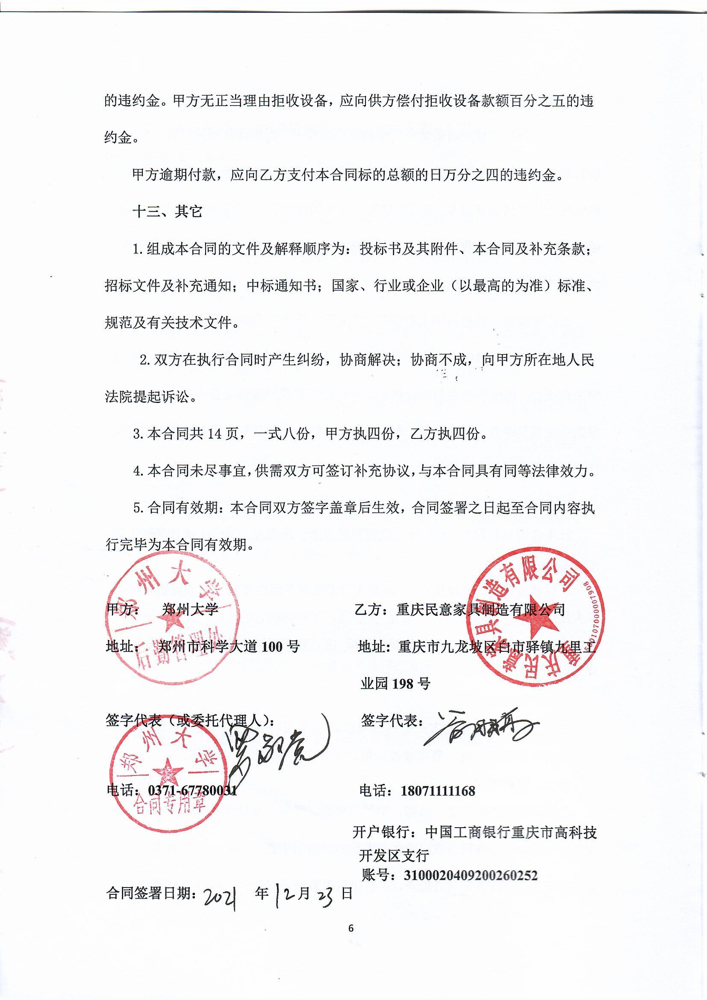 的违约金。甲方无正当理由拒收设备，应向供方偿付拒收设备款额百分之五的违
约金。
甲方逾期付款，应向乙方支付本合同标的总额的日万分之四的违约金。
十三、其它
1. 组成本合同的文件及解释顺序为：投标书及其附件、本合同及补充条款；
招标文件及补充通知；中标通知书；国家、行业或企业（以最高的为准）标准、
规范及有关技术文件。
2. 双方在执行合同时产生纠纷，协商解决；协商不成，向甲方所在地人民
法院提起诉讼。
3. 本合同共 14 页，一式八份，甲方执四份，乙方执四份。
4. 本合同未尽事宜，供需双方可签订补充协议，与本合同具有同等法律效力。
5. 合同有效期：本合同双方签字盖章后生效，合同签署之日起至合同内容执
行完毕为本合同有效期。
郑州大学
后勤管理处
重庆民意家具制造有限公司
甲方： 郑州大学
乙方：重庆民意家具制造有限公司
地址： 郑州市科学大道 100 号
地址: 重庆市九龙坡区白市驿镇九里工
业园 198 号
签字代表（或委托代理人）：
签字代表：
郑州大学
合同专用章
电话：0371-67780031
电话：18071111168
开户银行：中国工商银行重庆市高科技
开发区支行
账号：3100020409200260252
合同签署日期：2021 年 12 月 23 日
6